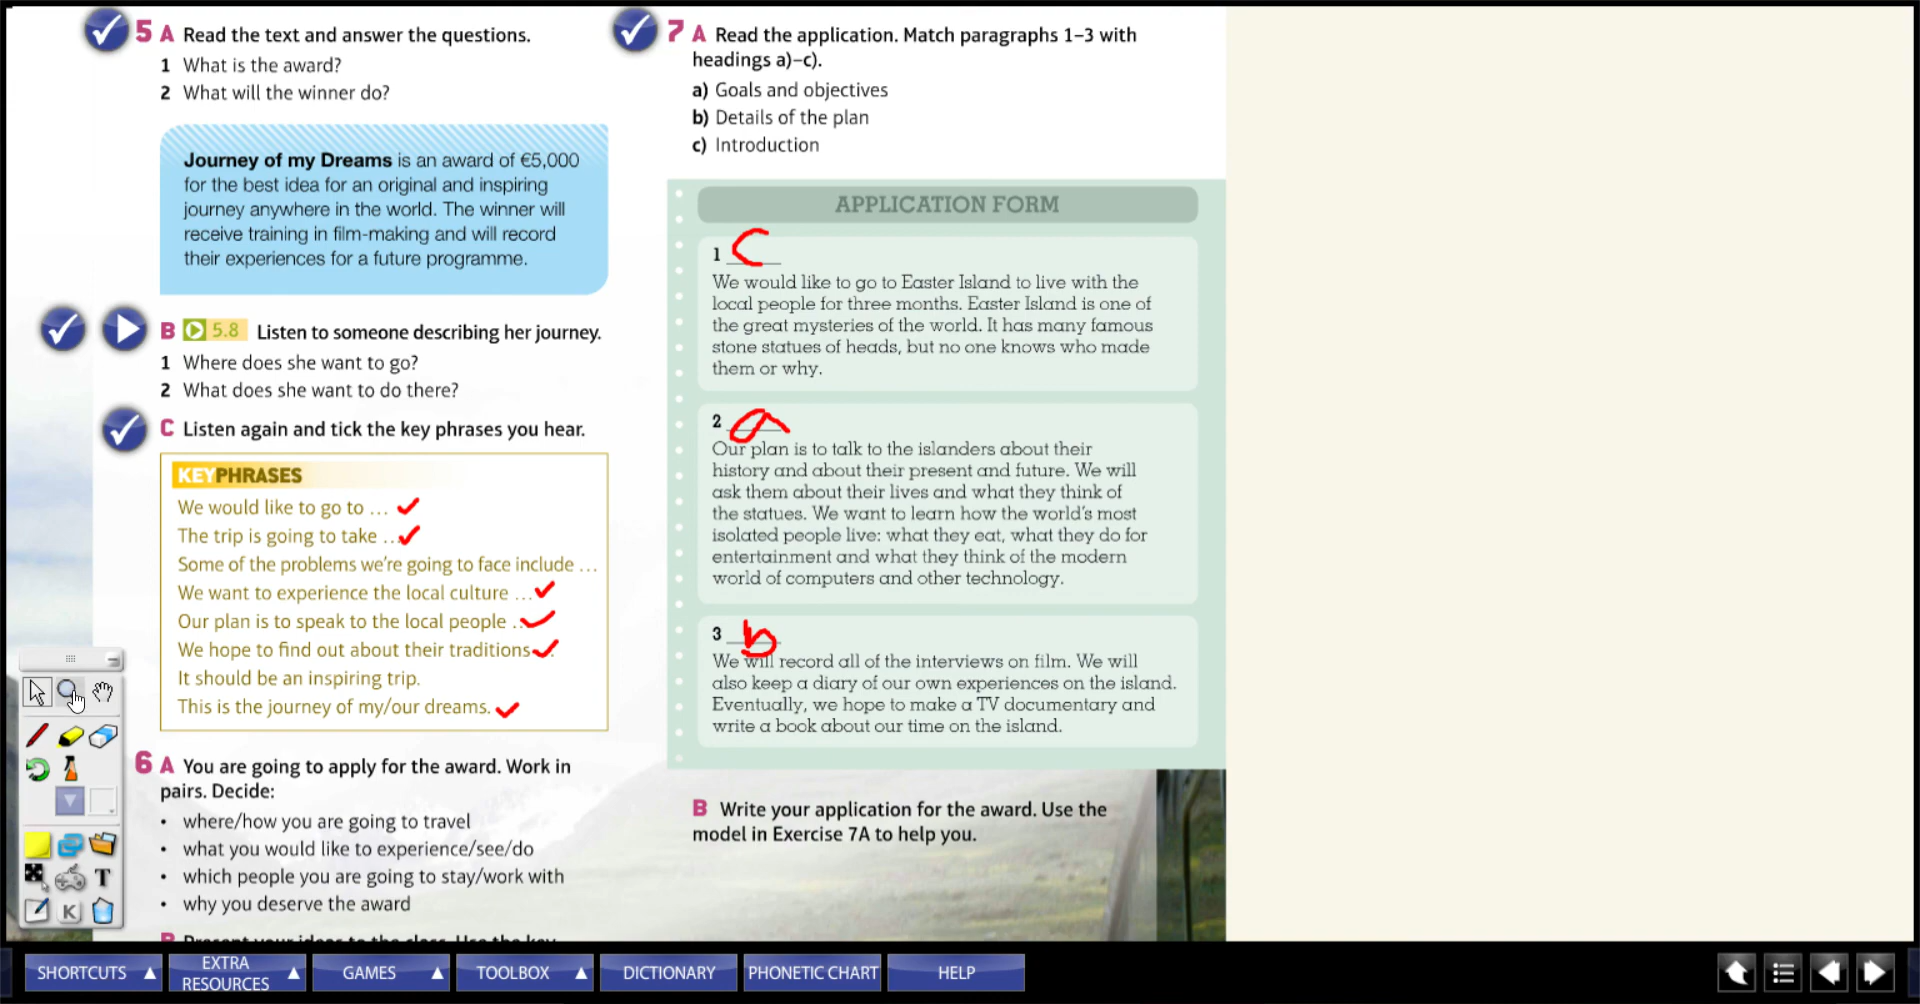 5 A Read the text and answer the questions.
1 What is the award?
2 What will the winner do?
Journey of my Dreams is an award of €5,000
for the best idea for an original and inspiring
journey anywhere in the world. The winner will
receive training in film-making and will record
their experiences for a future programme.
B 5.8 Listen to someone describing her journey.
1 Where does she want to go?
2 What does she want to do there?
C Listen again and tick the key phrases you hear.
KEYPHRASES
We would like to go to ...
The trip is going to take ...
Some of the problems we're going to face include ...
We want to experience the local culture ...
Our plan is to speak to the local people ..
We hope to find out about their traditions
It should be an inspiring trip.
This is the journey of my/our dreams.
6 A You are going to apply for the award. Work in
pairs. Decide:
• where/how you are going to travel
• what you would like to experience/see/do
• which people you are going to stay/work with
• why you deserve the award
7 A Read the application. Match paragraphs 1–3 with
headings a)–c).
a) Goals and objectives
b) Details of the plan
c) Introduction
APPLICATION FORM
1 C
We would like to go to Easter Island to live with the
local people for three months. Easter Island is one of
the great mysteries of the world. It has many famous
stone statues of heads, but no one knows who made
them or why.
2 a
Our plan is to talk to the islanders about their
history and about their present and future. We will
ask them about their lives and what they think of
the statues. We want to learn how the world's most
isolated people live: what they eat, what they do for
entertainment and what they think of the modern
world of computers and other technology.
3 b
We will record all of the interviews on film. We will
also keep a diary of our own experiences on the island.
Eventually, we hope to make a TV documentary and
write a book about our time on the island.
B Write your application for the award. Use the
model in Exercise 7A to help you.
T
K
SHORTCUTS
EXTRA
RESOURCES
GAMES
TOOLBOX
DICTIONARY
PHONETIC CHART
HELP